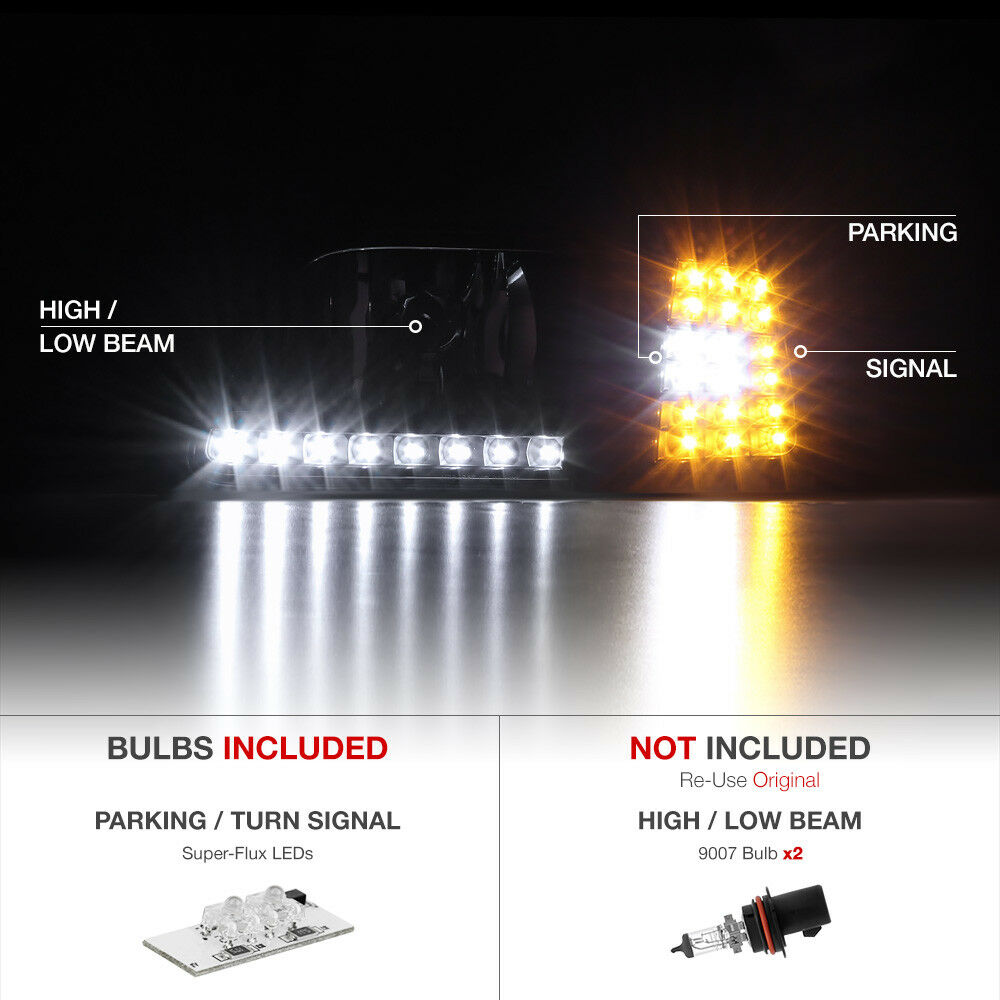 PARKING
HIGH /
LOW BEAM
SIGNAL
BULBS INCLUDED
PARKING / TURN SIGNAL
Super-Flux LEDs
NOT INCLUDED
Re-Use Original
HIGH / LOW BEAM
9007 Bulb x2